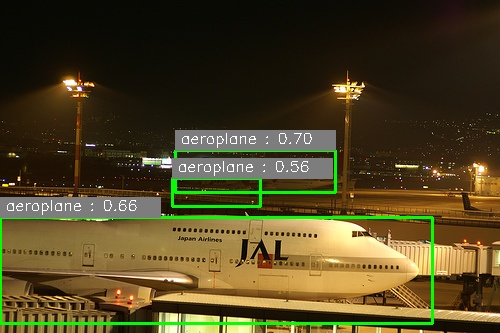 aeroplane : 0.70
aeroplane : 0.56
aeroplane : 0.66
Japan Airlines
JAL